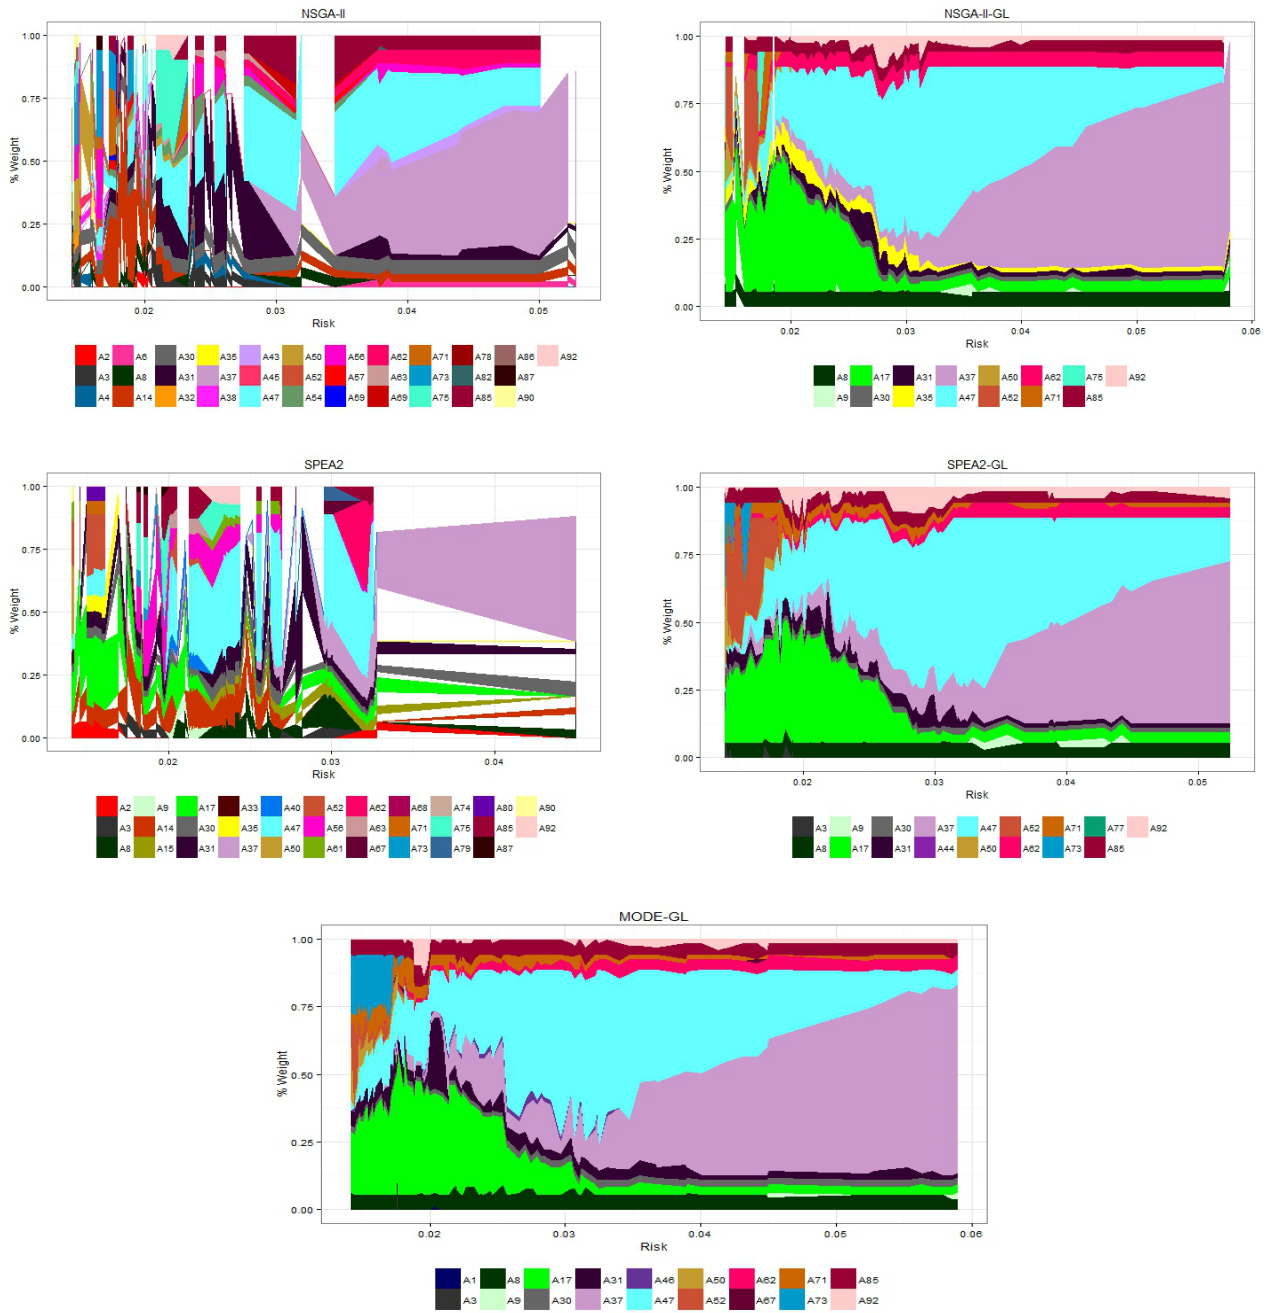 NSGA-II
1.00
0.75
0.50
0.25
0.00
% Weight
0.02 0.03 0.04 0.05
Risk
A2 A6 A30 A35 A43 A50 A56 A62 A71 A78 A86 A92
A3 A8 A31 A37 A45 A52 A57 A63 A73 A82 A87
A4 A14 A32 A38 A47 A54 A59 A69 A75 A85 A90
NSGA-II-GL
1.00
0.75
0.50
0.25
0.00
% Weight
0.02 0.03 0.04 0.05 0.06
Risk
A8 A17 A31 A37 A50 A62 A75 A92
A9 A30 A35 A47 A52 A71 A85
SPEA2
1.00
0.75
0.50
0.25
0.00
% Weight
0.02 0.03 0.04
Risk
A2 A9 A17 A33 A40 A52 A62 A68 A74 A80 A90
A3 A14 A30 A35 A47 A56 A63 A71 A75 A85 A92
A8 A15 A31 A37 A50 A61 A67 A73 A79 A87
SPEA2-GL
1.00
0.75
0.50
0.25
0.00
% Weight
0.02 0.03 0.04 0.05
Risk
A3 A9 A30 A37 A47 A52 A71 A77 A92
A8 A17 A31 A44 A50 A62 A73 A85
MODE-GL
1.00
0.75
0.50
0.25
0.00
% Weight
0.02 0.03 0.04 0.05 0.06
Risk
A1 A8 A17 A31 A46 A50 A62 A71 A85
A3 A9 A30 A37 A47 A52 A67 A73 A92